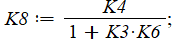 K8 := K4 / (1 + K3·K6);